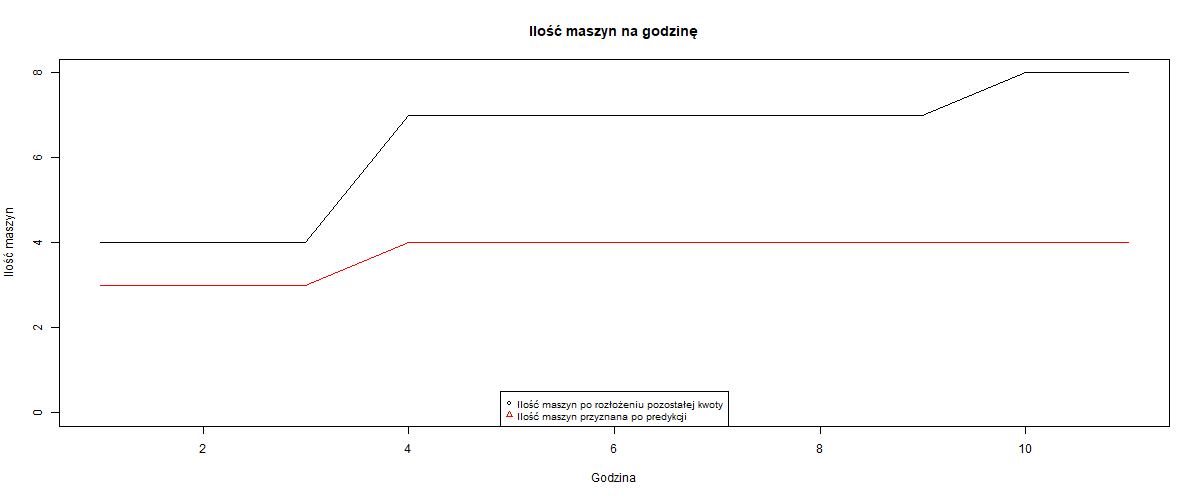 Ilość maszyn na godzinę
Ilość maszyn
8
6
4
2
0
Ilość maszyn po rozłożeniu pozostałej kwoty
Ilość maszyn przyznana po predykcji
2 4 6 8 10
Godzina